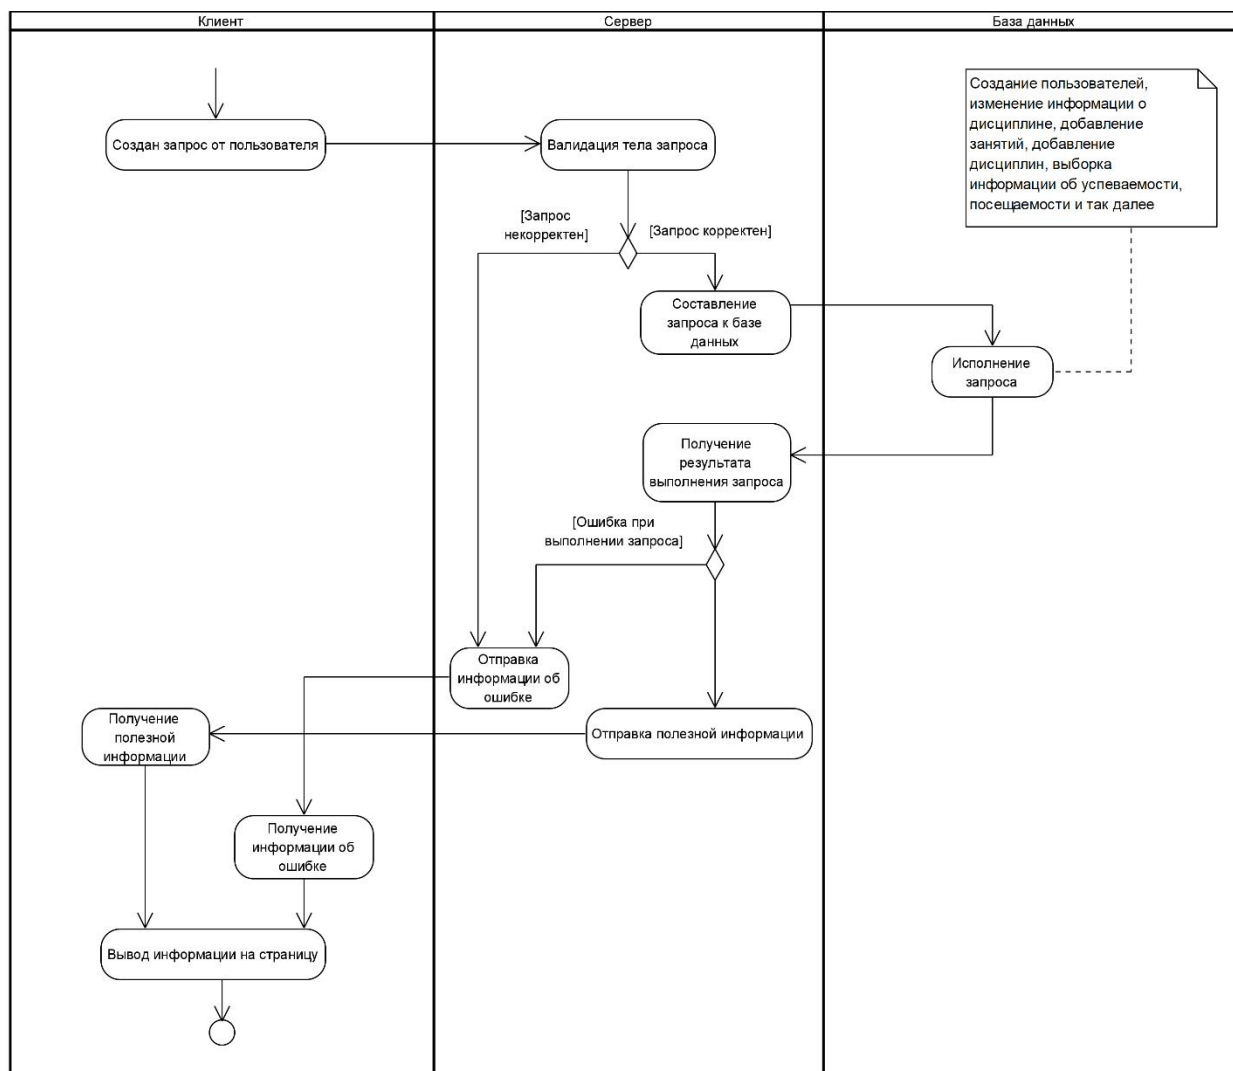 Клиент
Сервер
База данных
Создание пользователей,
изменение информации о
дисциплине, добавление
занятий, добавление
дисциплин, выборка
информации об успеваемости,
посещаемости и так далее
Создан запрос от пользователя
Валидация тела запроса
[Запрос
некорректен]
[Запрос корректен]
Составление
запроса к базе
данных
Исполнение
запроса
Получение
результата
выполнения запроса
[Ошибка при
выполнении запроса]
Отправка
информации об
ошибке
Получение
полезной
информации
Отправка полезной информации
Получение
информации об
ошибке
Вывод информации на страницу